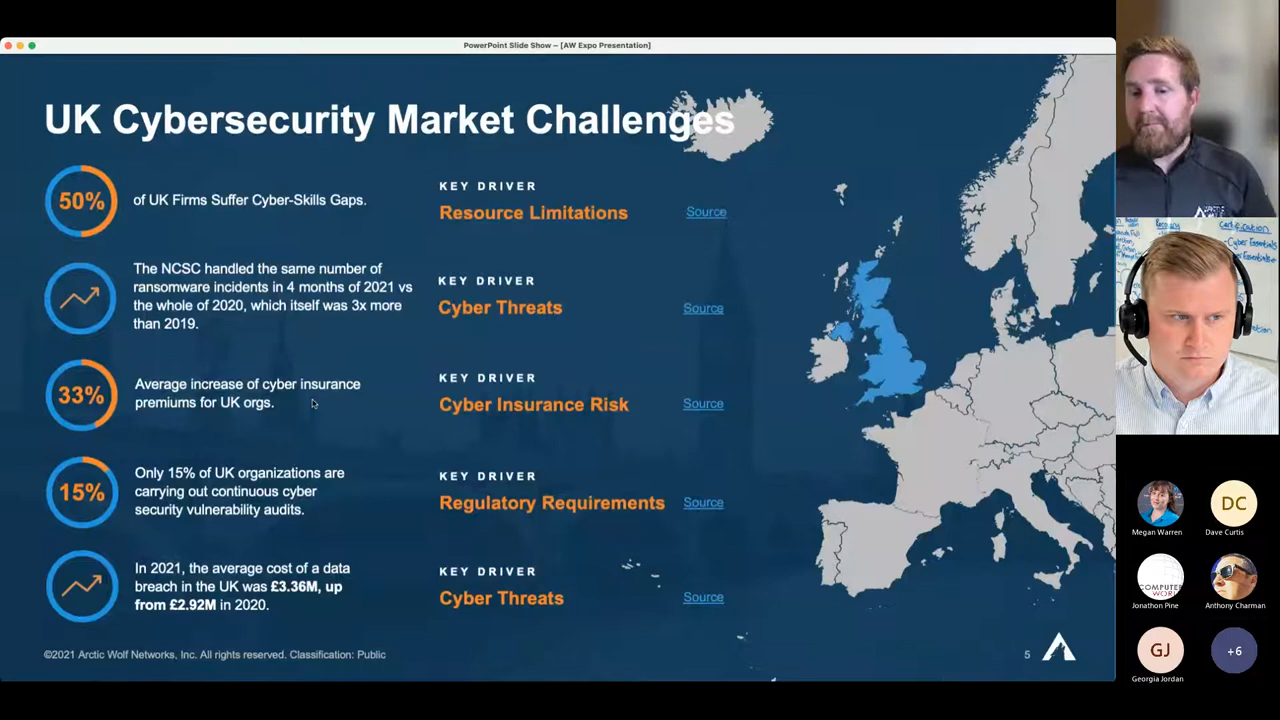 PowerPoint Slide Show – [AW Expo Presentation]
UK Cybersecurity Market Challenges
50%
of UK Firms Suffer Cyber-Skills Gaps.
KEY DRIVER
Resource Limitations
Source
The NCSC handled the same number of
ransomware incidents in 4 months of 2021 vs
the whole of 2020, which itself was 3x more
than 2019.
KEY DRIVER
Cyber Threats
Source
33%
Average increase of cyber insurance
premiums for UK orgs.
KEY DRIVER
Cyber Insurance Risk
Source
15%
Only 15% of UK organizations are
carrying out continuous cyber
security vulnerability audits.
KEY DRIVER
Regulatory Requirements
Source
In 2021, the average cost of a data
breach in the UK was £3.36M, up
from £2.92M in 2020.
KEY DRIVER
Cyber Threats
Source
©2021 Arctic Wolf Networks, Inc. All rights reserved. Classification: Public
5
Certification
Cyber Essentials
Megan Warren
DC
Dave Curtis
COMPUTER
WORL
Jonathon Pine
Anthony Charman
GJ
Georgia Jordan
+6